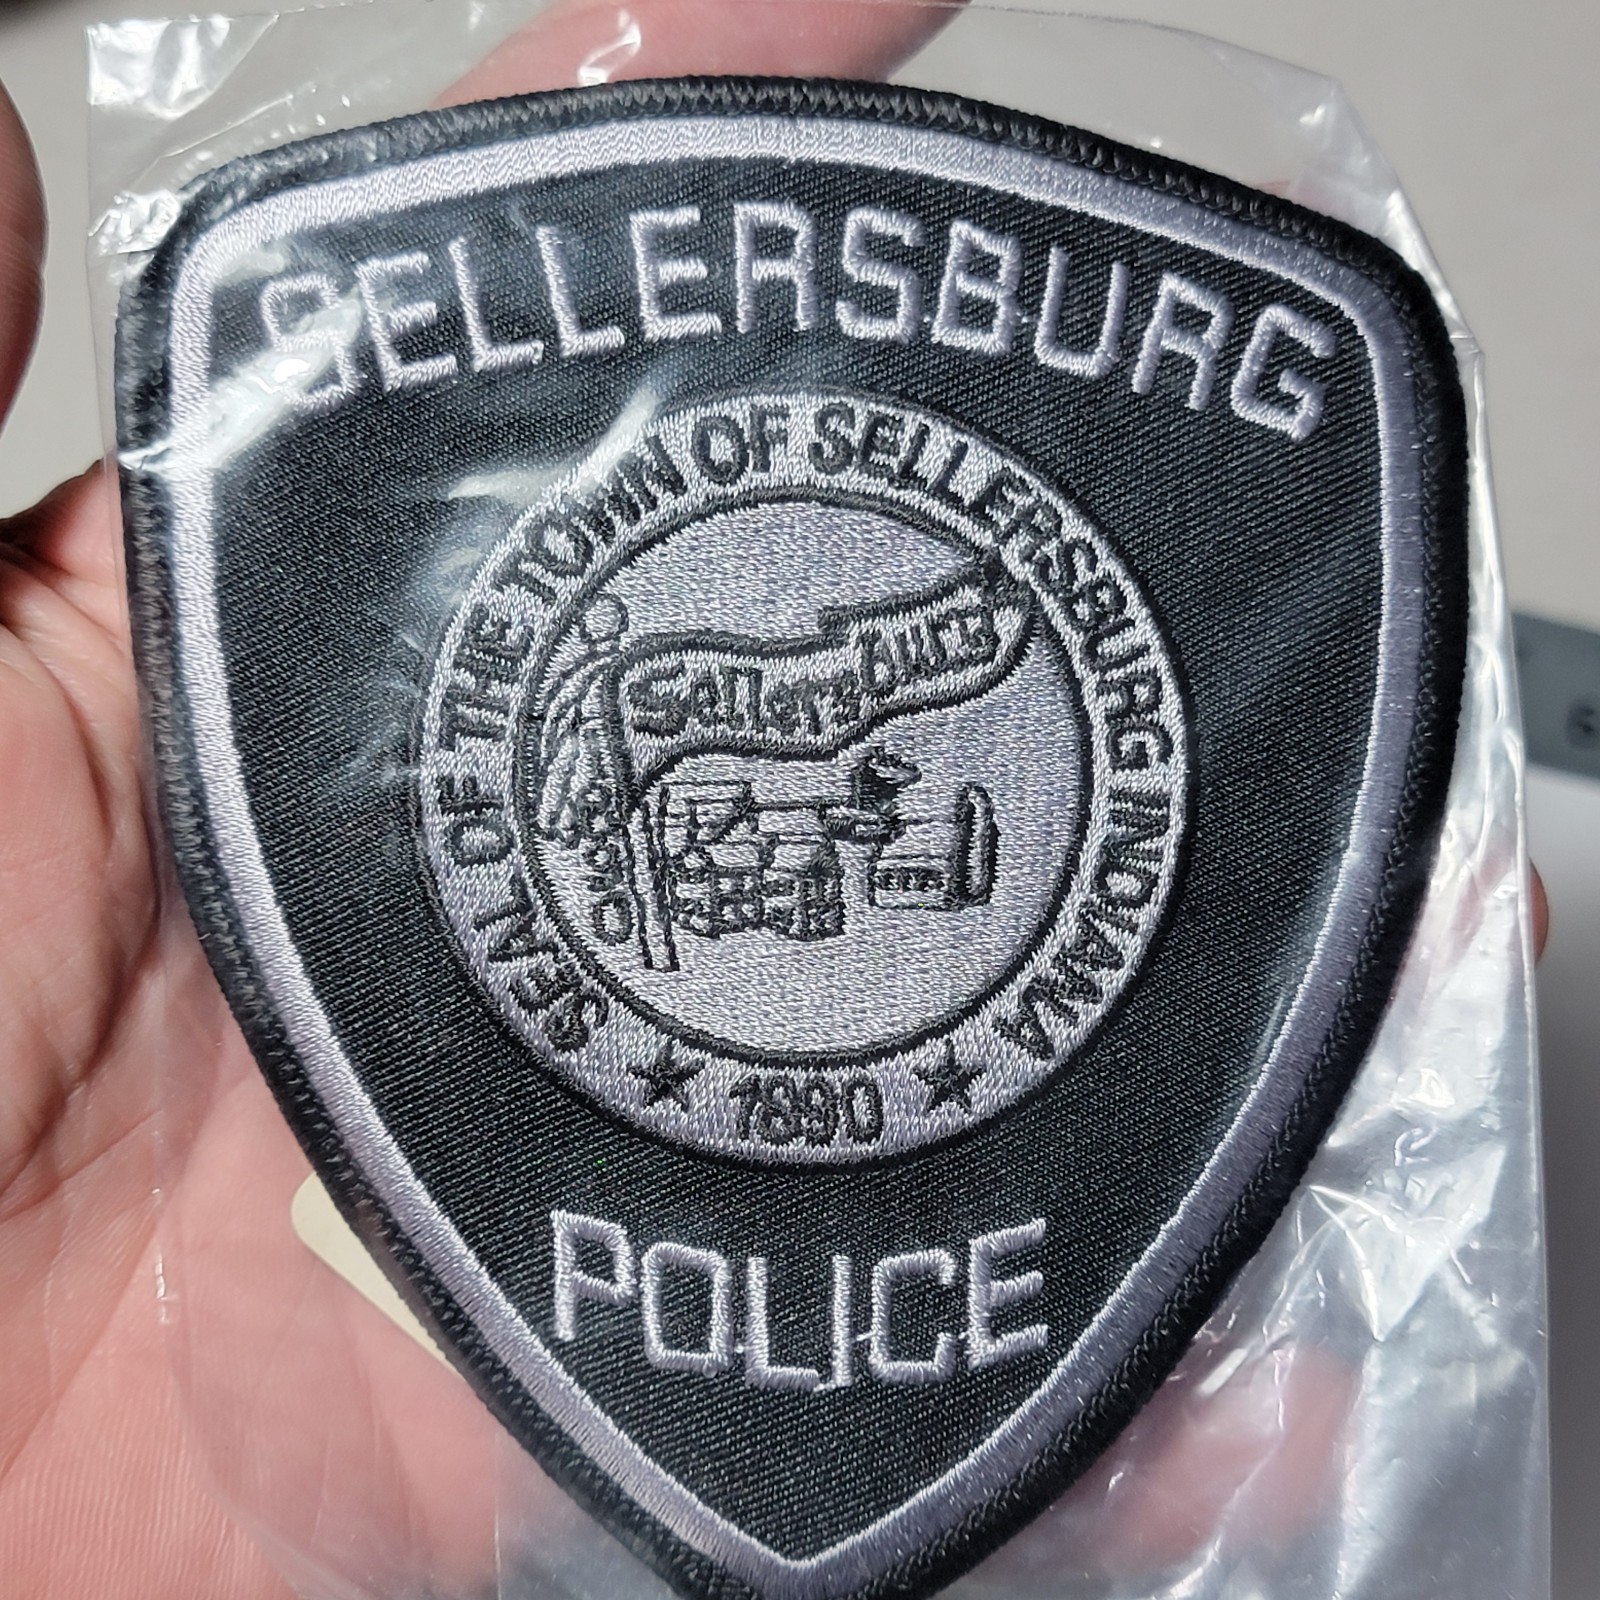 SELLERSBURG
SEAL OF THE TOWN OF SELLERSBURG INDIANA
Sellersburg
1890
POLICE